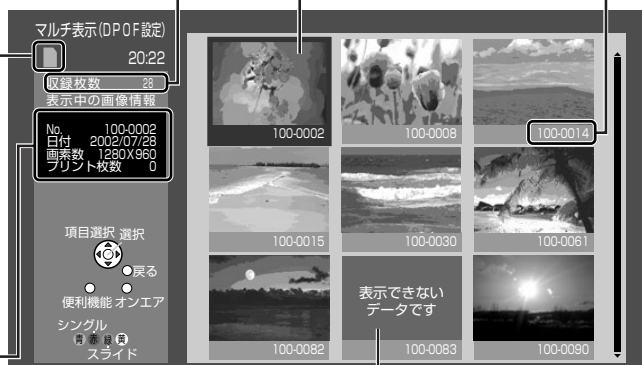 マルチ表示(DPOF設定)
20:22
収録枚数 28
表示中の画像情報
No. 100-0002
日付 2002/07/28
画素数 1280X960
プリント枚数 0
項目選択 選択
戻る
便利機能 オンエア
シングル
青 赤 緑 黄
スライド
100-0002
100-0008
100-0014
100-0015
100-0030
100-0061
100-0082
表示できない
データです
100-0083
100-0090